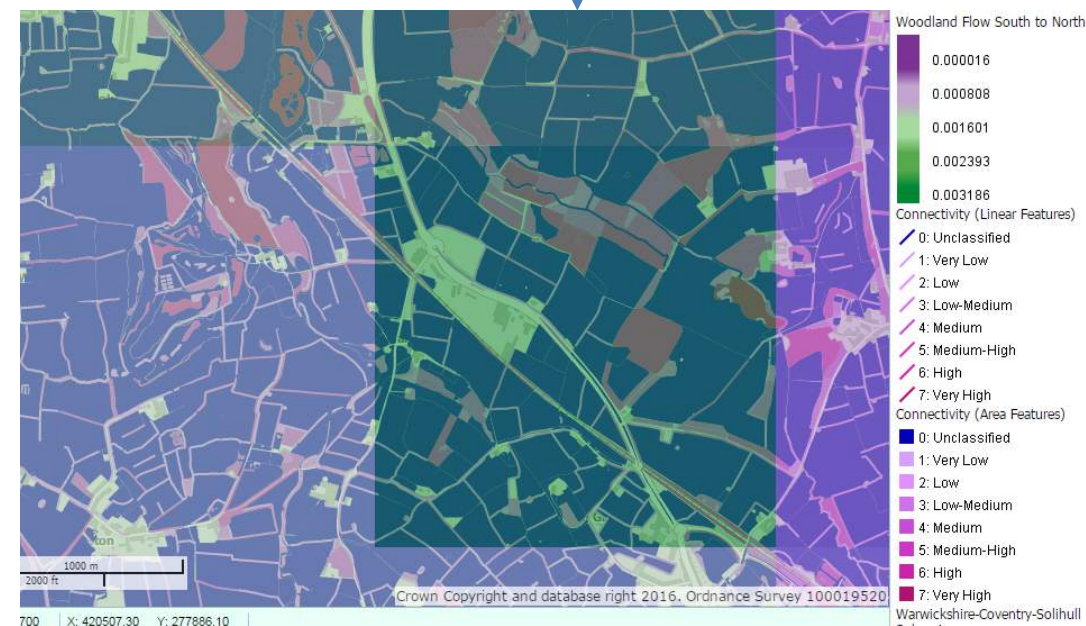 Woodland Flow South to North
0.000016
0.000808
0.001601
0.002393
0.003186
Connectivity (Linear Features)
0: Unclassified
1: Very Low
2: Low
3: Low-Medium
4: Medium
5: Medium-High
6: High
7: Very High
Connectivity (Area Features)
0: Unclassified
1: Very Low
2: Low
3: Low-Medium
4: Medium
5: Medium-High
6: High
7: Very High
Warwickshire-Coventry-Solihull
ton
G
1000 m
2000 ft
Crown Copyright and database right 2016. Ordnance Survey 100019520
700 X: 420507.30 Y: 277886.10